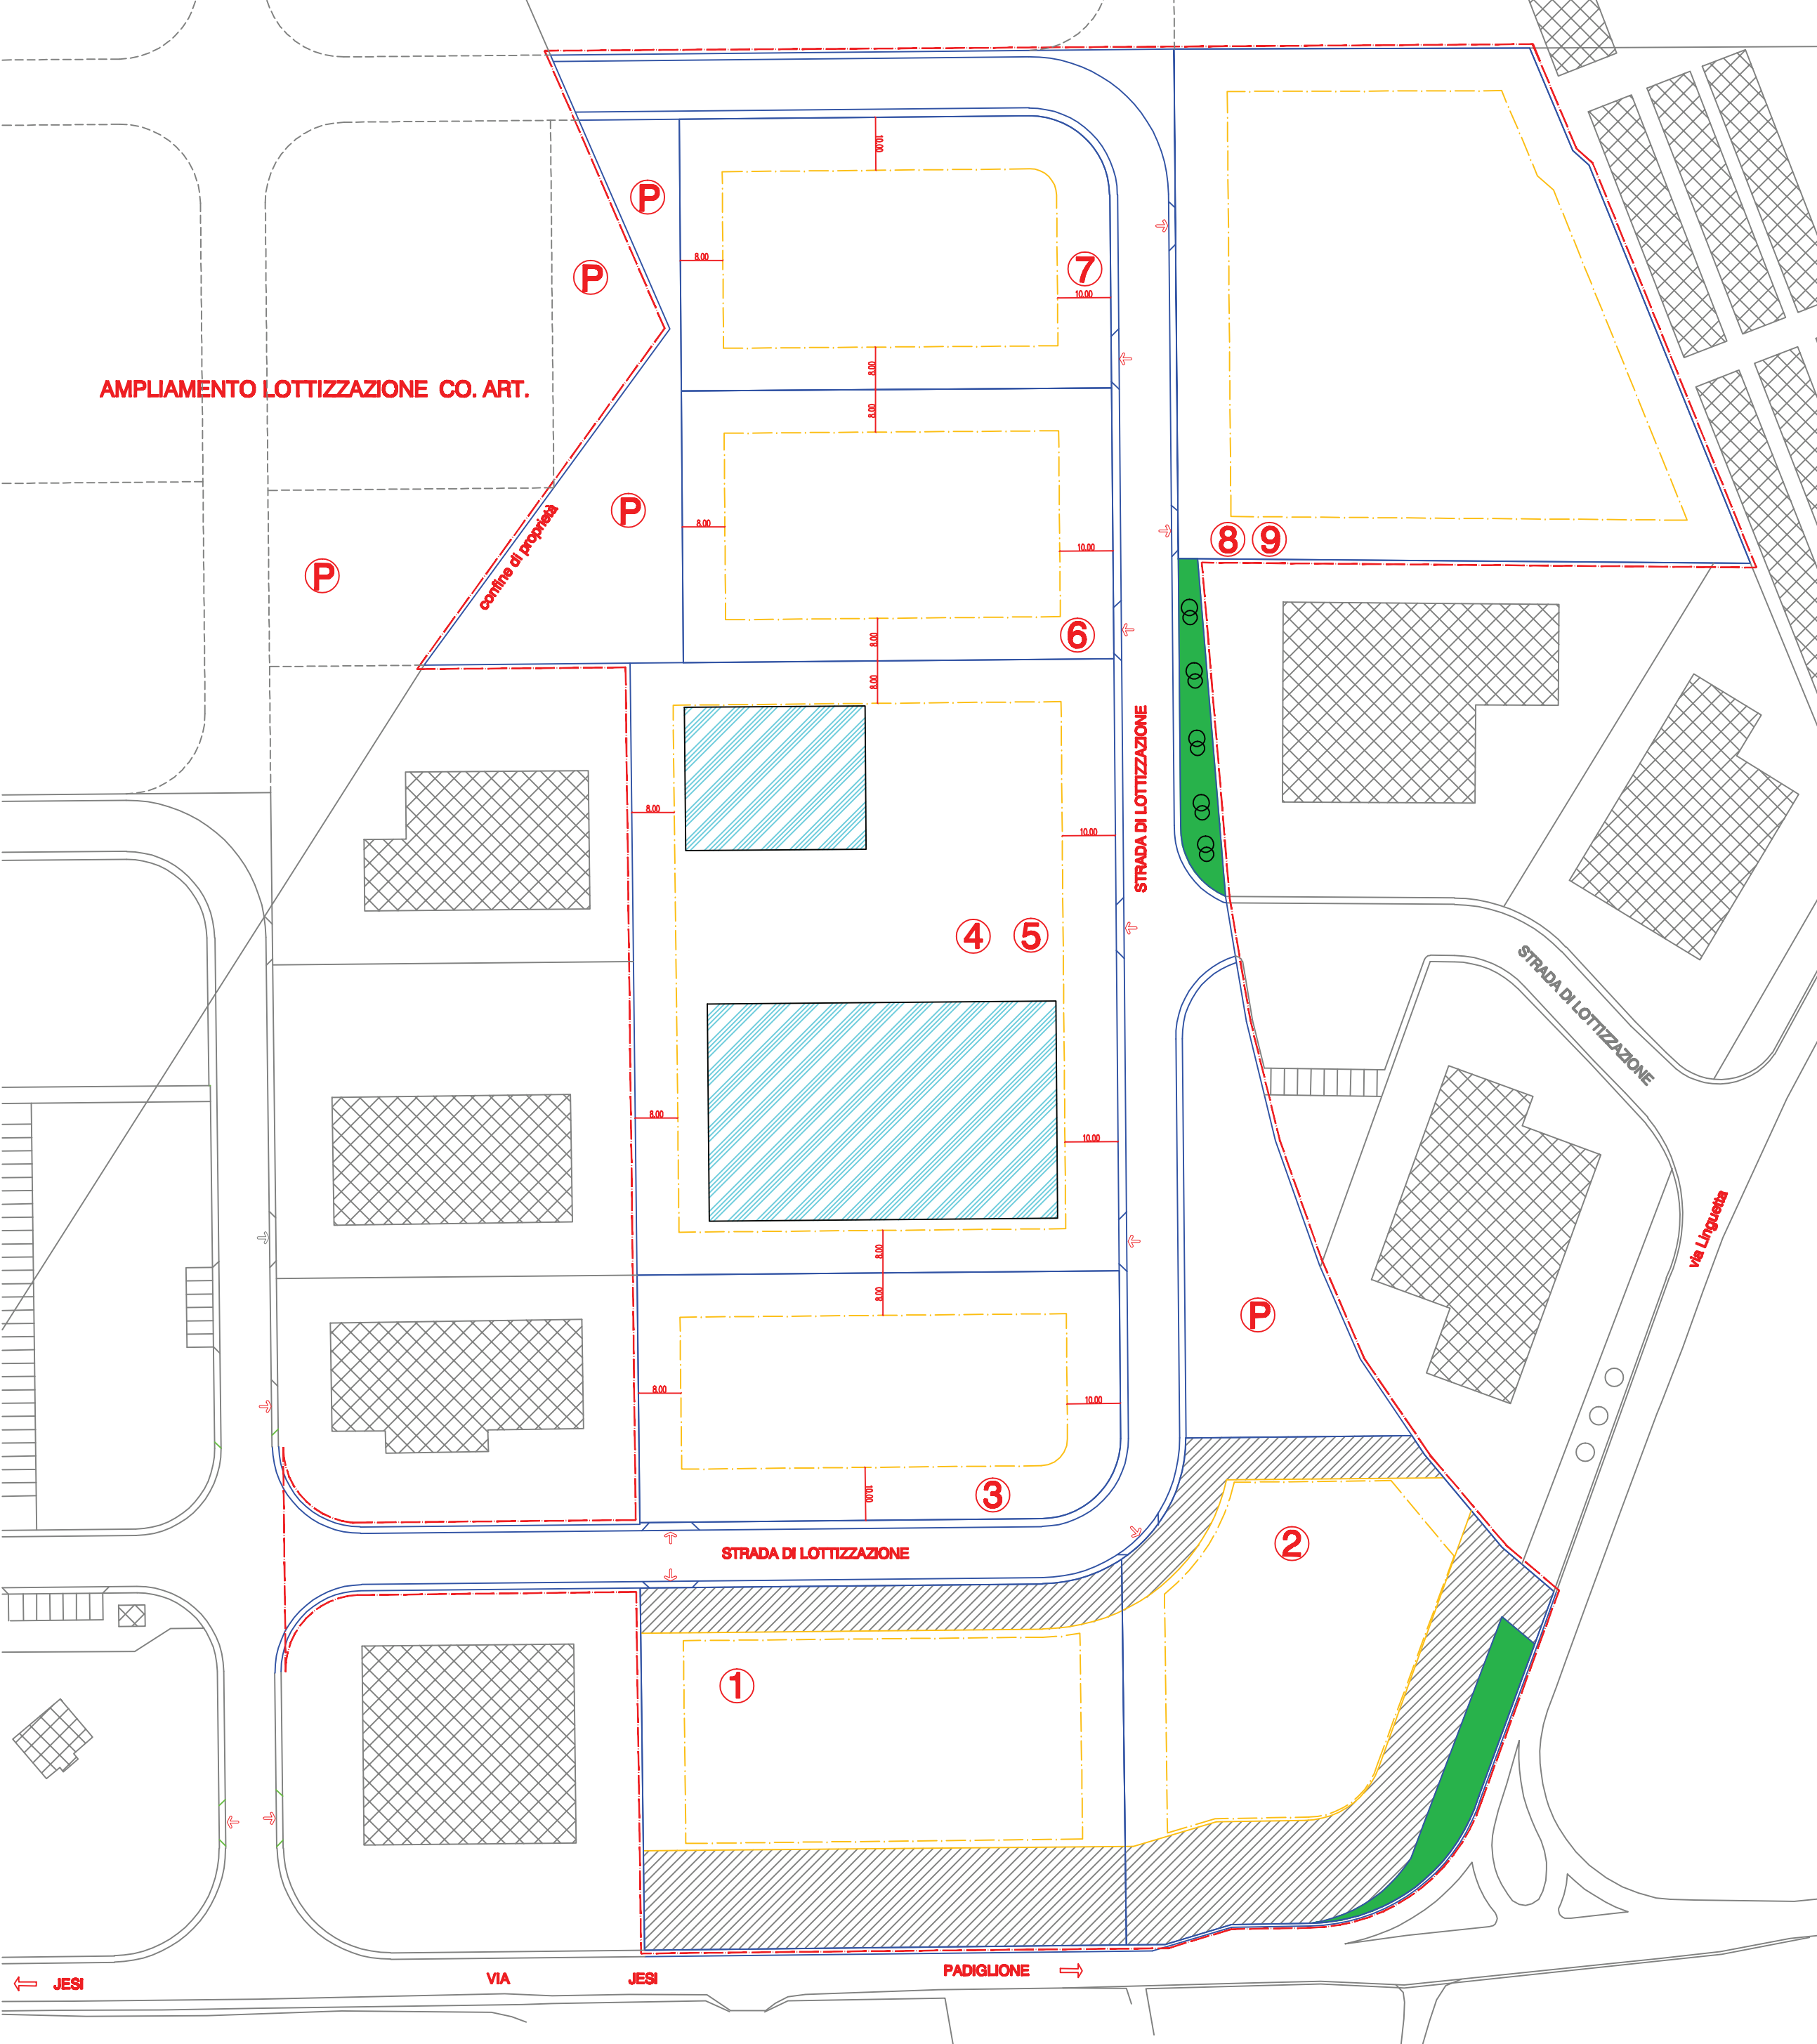 10.00
P
8.00
7
P
10.00
8.00
AMPLIAMENTO LOTTIZZAZIONE CO. ART.
8.00
P
8.00
confine di proprietà
8 9
10.00
P
6
8.00
8.00
8.00
STRADA DI LOTTIZZAZIONE
10.00
4 5
STRADA DI LOTTIZZAZIONE
8.00
10.00
via Linguetta
8.00
8.00
P
8.00
10.00
10.00
3
2
STRADA DI LOTTIZZAZIONE
1
JESI
VIA
JESI
PADIGLIONE